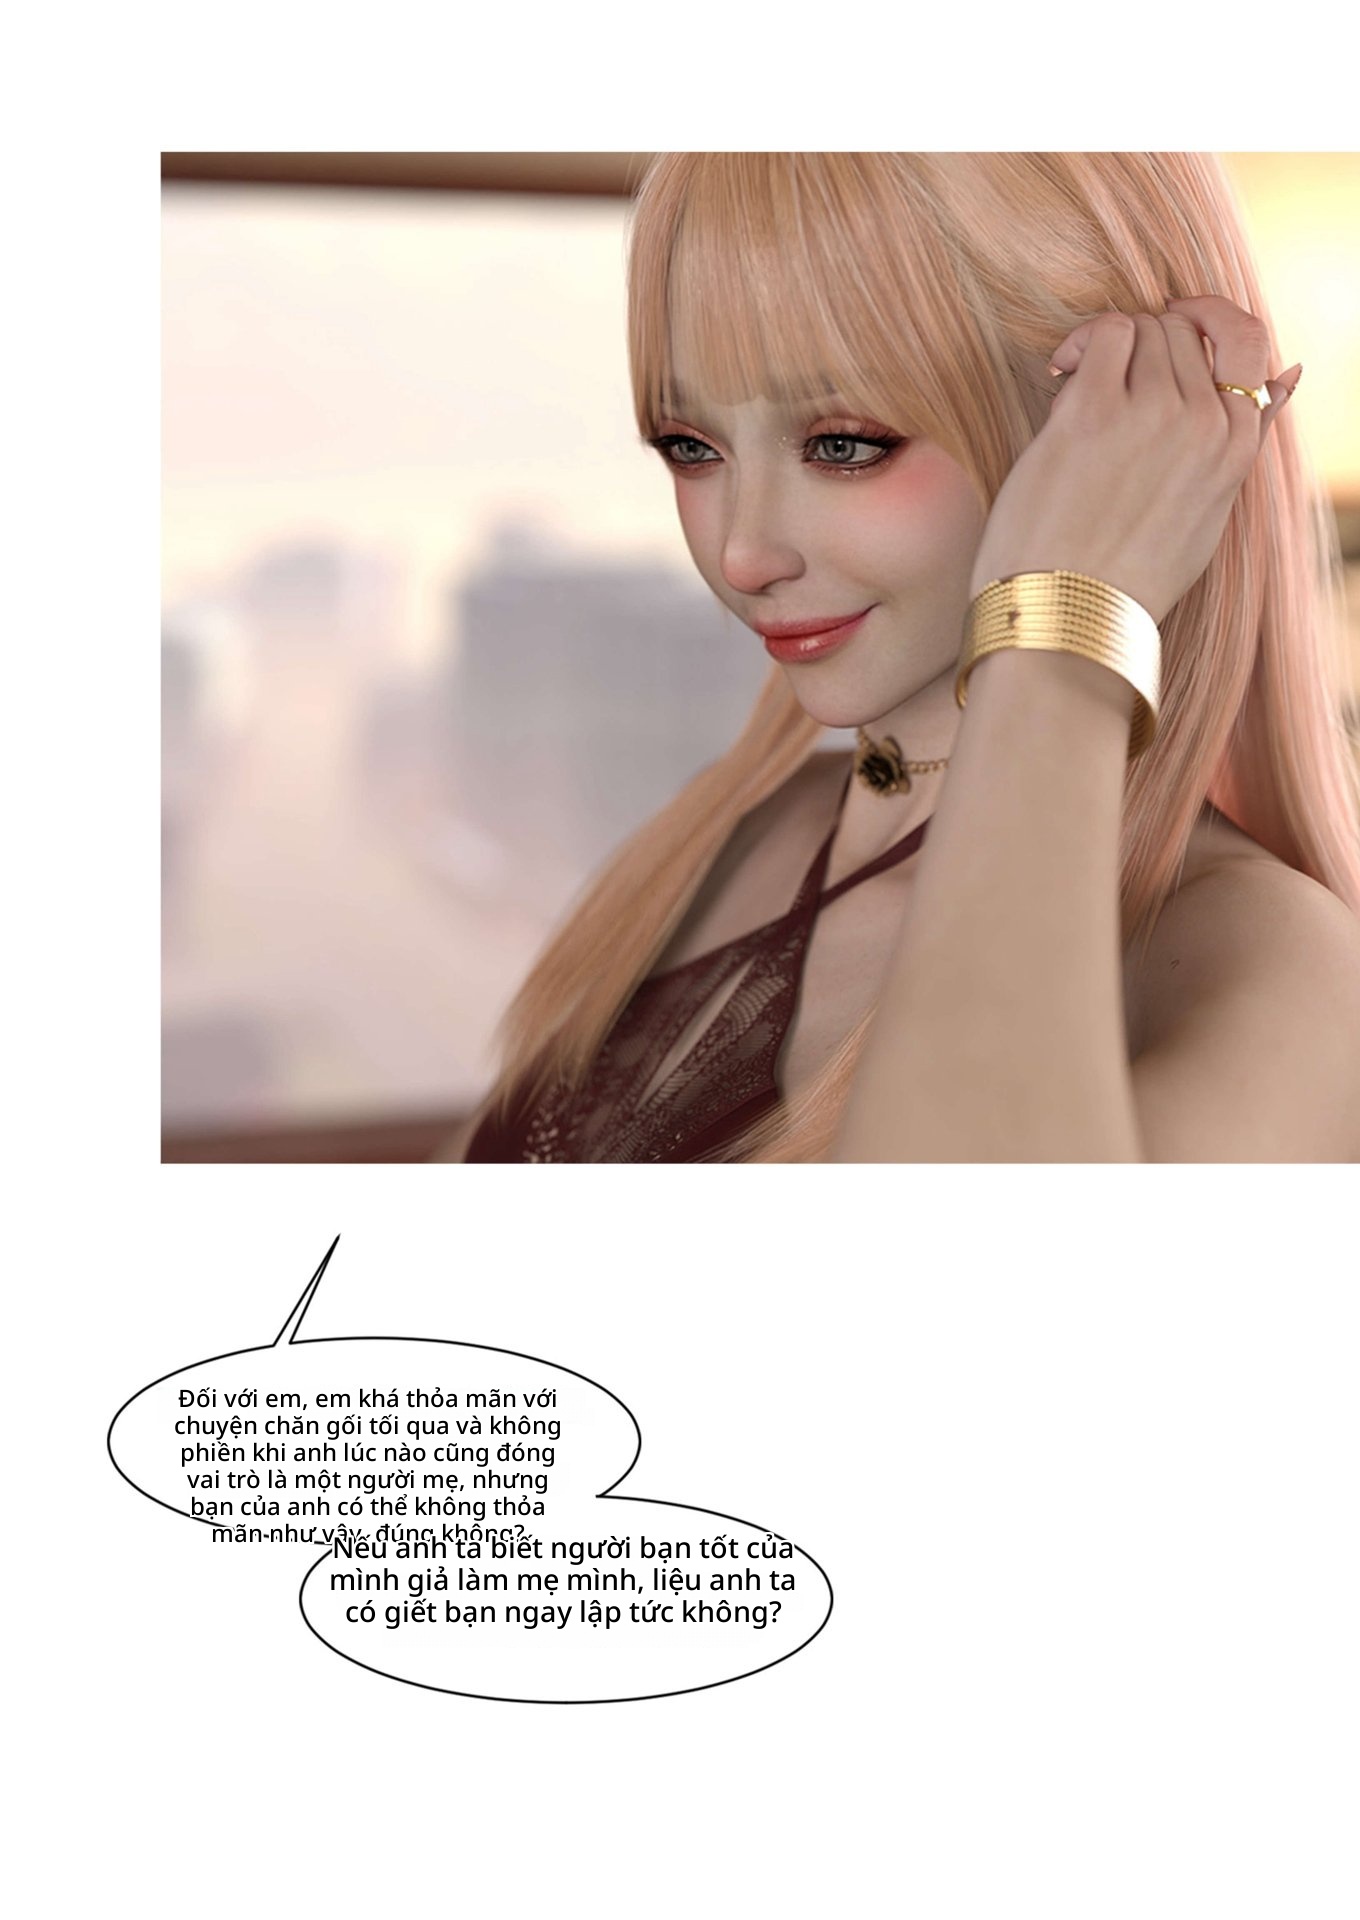 Đối với em, em khá thỏa mãn với
chuyện chăn gối tối qua và không
phiền khi anh lúc nào cũng đóng
vai trò là một người mẹ, nhưng
bạn của anh có thể không thỏa
mãn như vậy, đúng không?
Nếu anh ta biết người bạn tốt của
mình giả làm mẹ mình, liệu anh ta
có giết bạn ngay lập tức không?